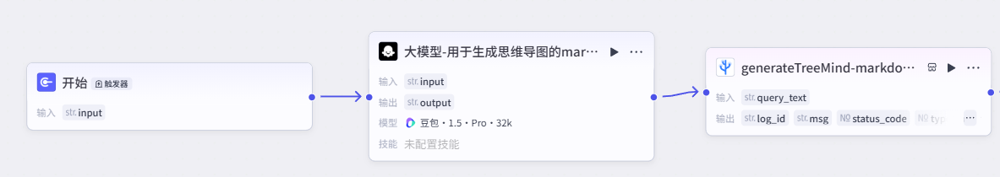 开始 触发器
输入 str. input
大模型-用于生成思维导图的mar···
输入 str. input
输出 str. output
模型 豆包·1.5·Pro·32k
技能 未配置技能
generateTreeMind-markdo···
输入 str. query_text
输出 str. log_id str. msg № status_code № typ